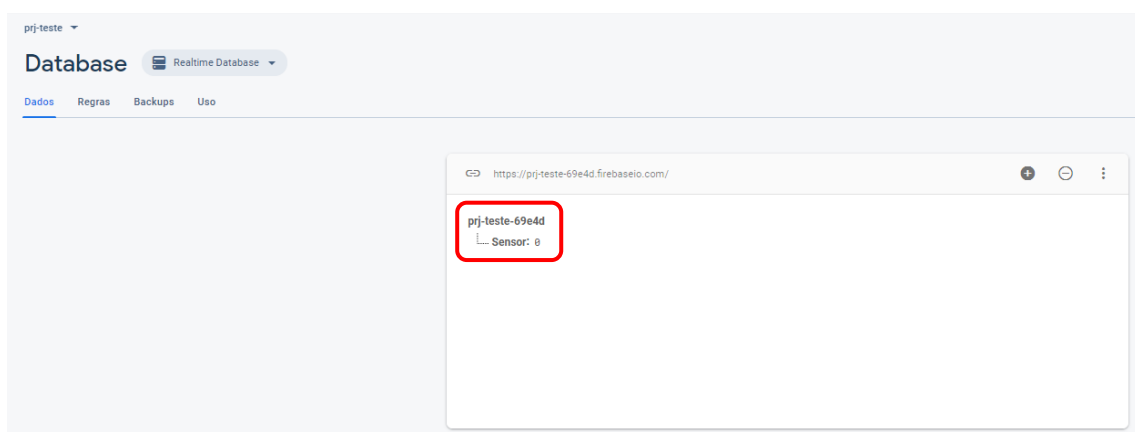 prj-teste
Database Realtime Database
Dados Regras Backups Uso
https://prj-teste-69e4d.firebaseio.com/
prj-teste-69e4d
Sensor: 0